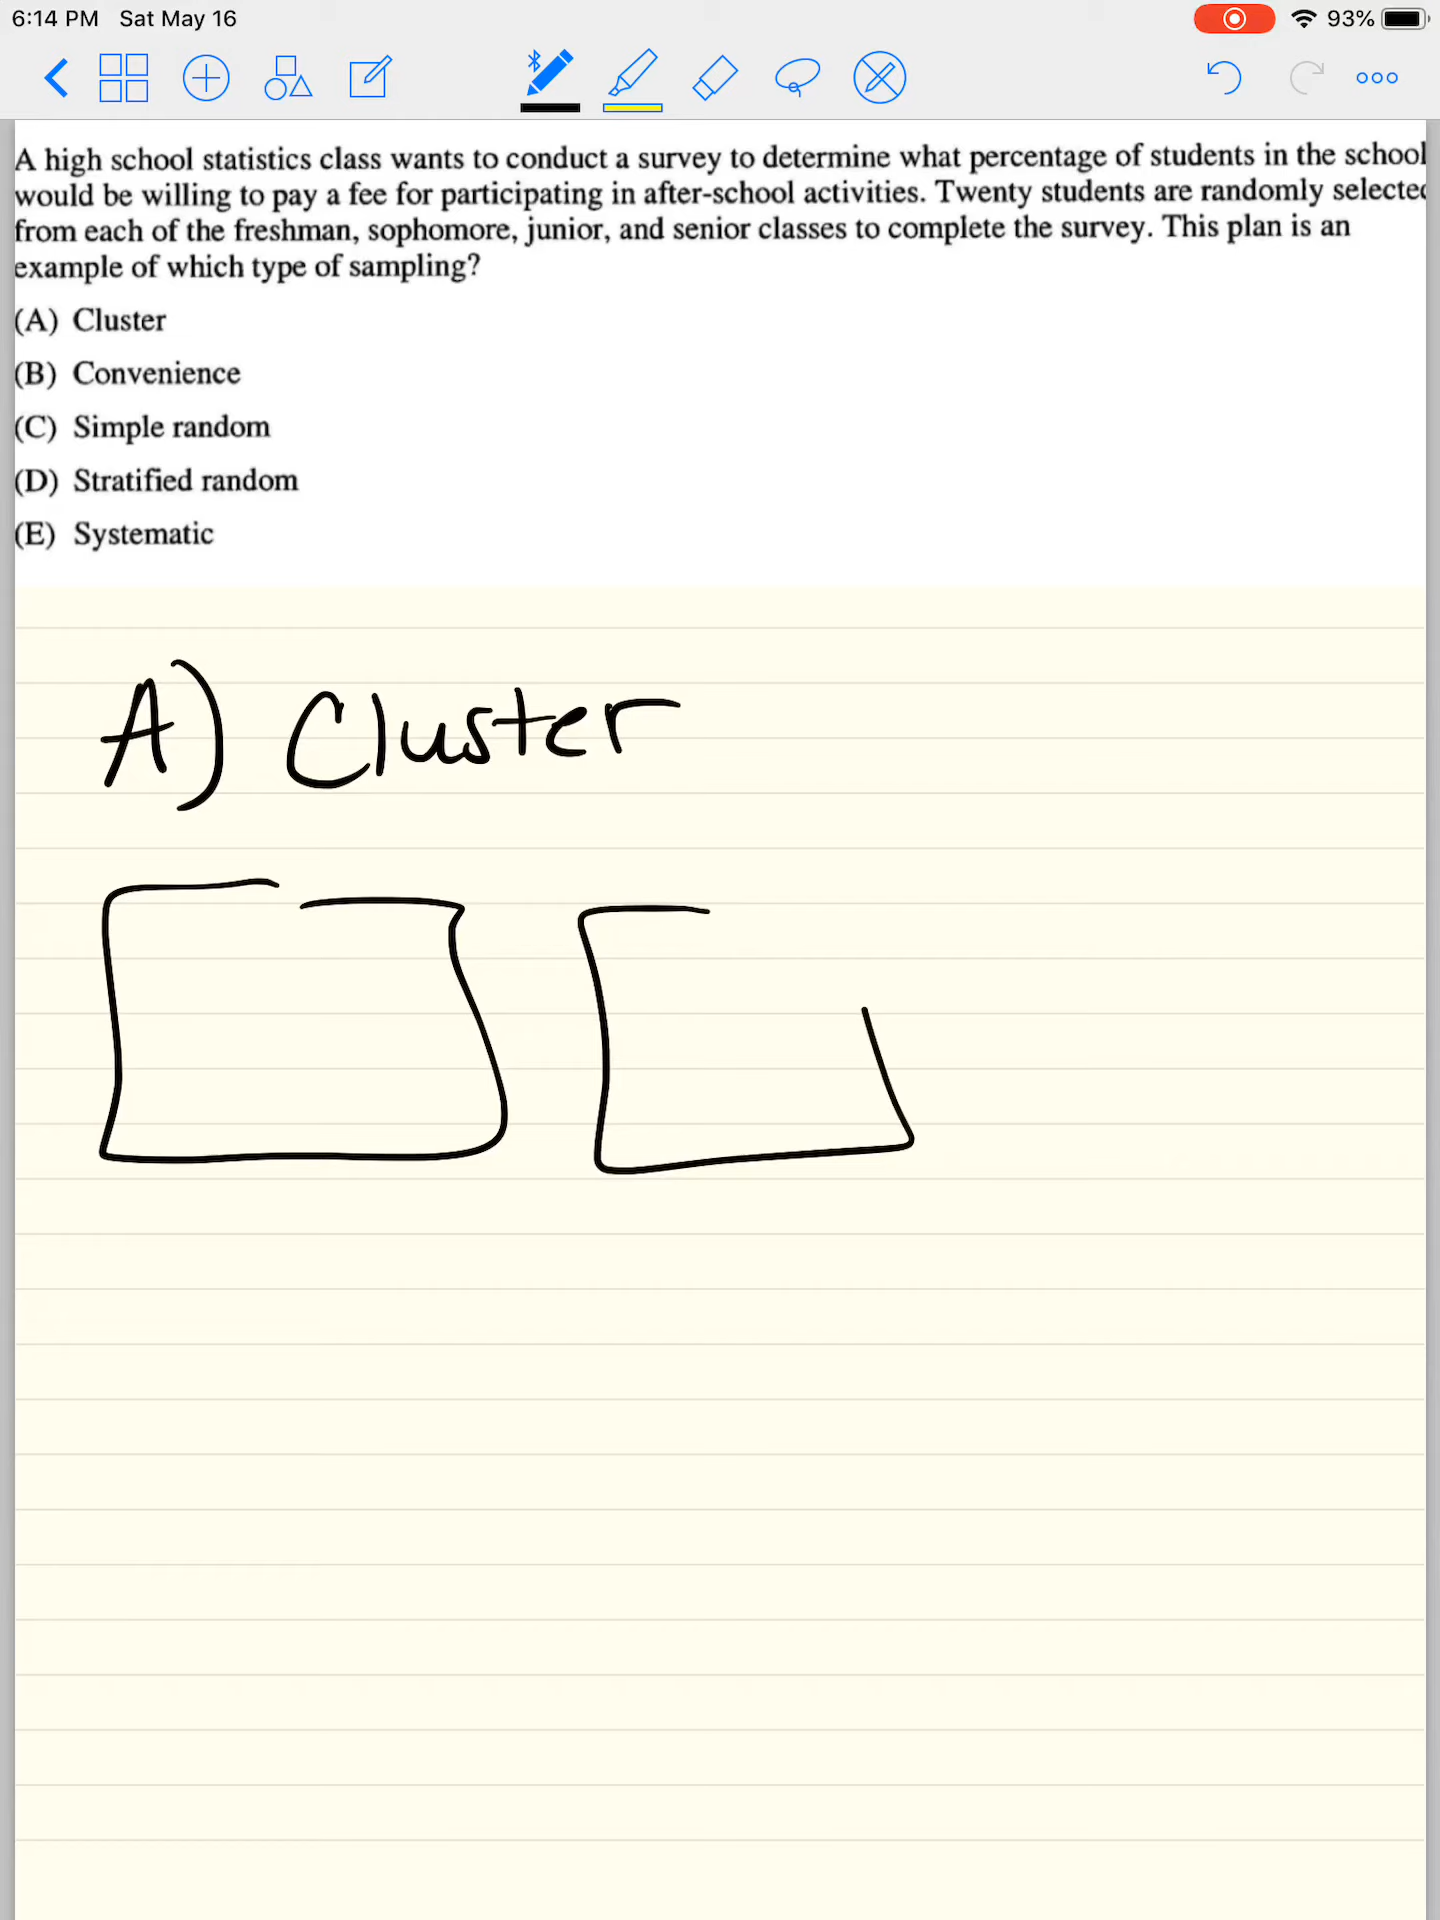 6:14 PM Sat May 16 93%
A high school statistics class wants to conduct a survey to determine what percentage of students in the school
would be willing to pay a fee for participating in after-school activities. Twenty students are randomly selected
from each of the freshman, sophomore, junior, and senior classes to complete the survey. This plan is an
example of which type of sampling?
(A) Cluster
(B) Convenience
(C) Simple random
(D) Stratified random
(E) Systematic
A) Cluster